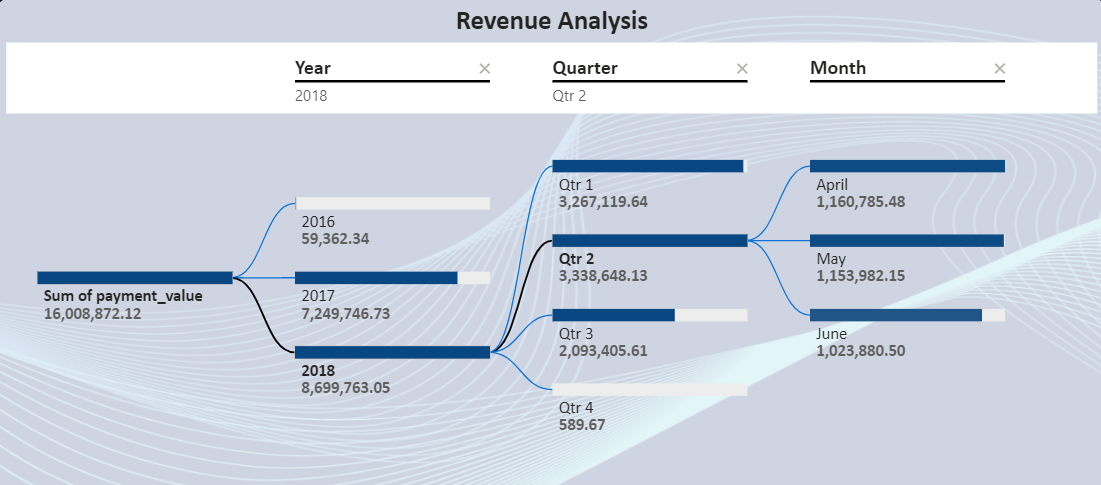 Revenue Analysis
Year
Quarter
Month
2018
Qtr 2
Sum of payment_value
16,008,872.12
2016
59,362.34
2017
7,249,746.73
2018
8,699,763.05
Qtr 1
3,267,119.64
Qtr 2
3,338,648.13
Qtr 3
2,093,405.61
Qtr 4
589.67
April
1,160,785.48
May
1,153,982.15
June
1,023,880.50